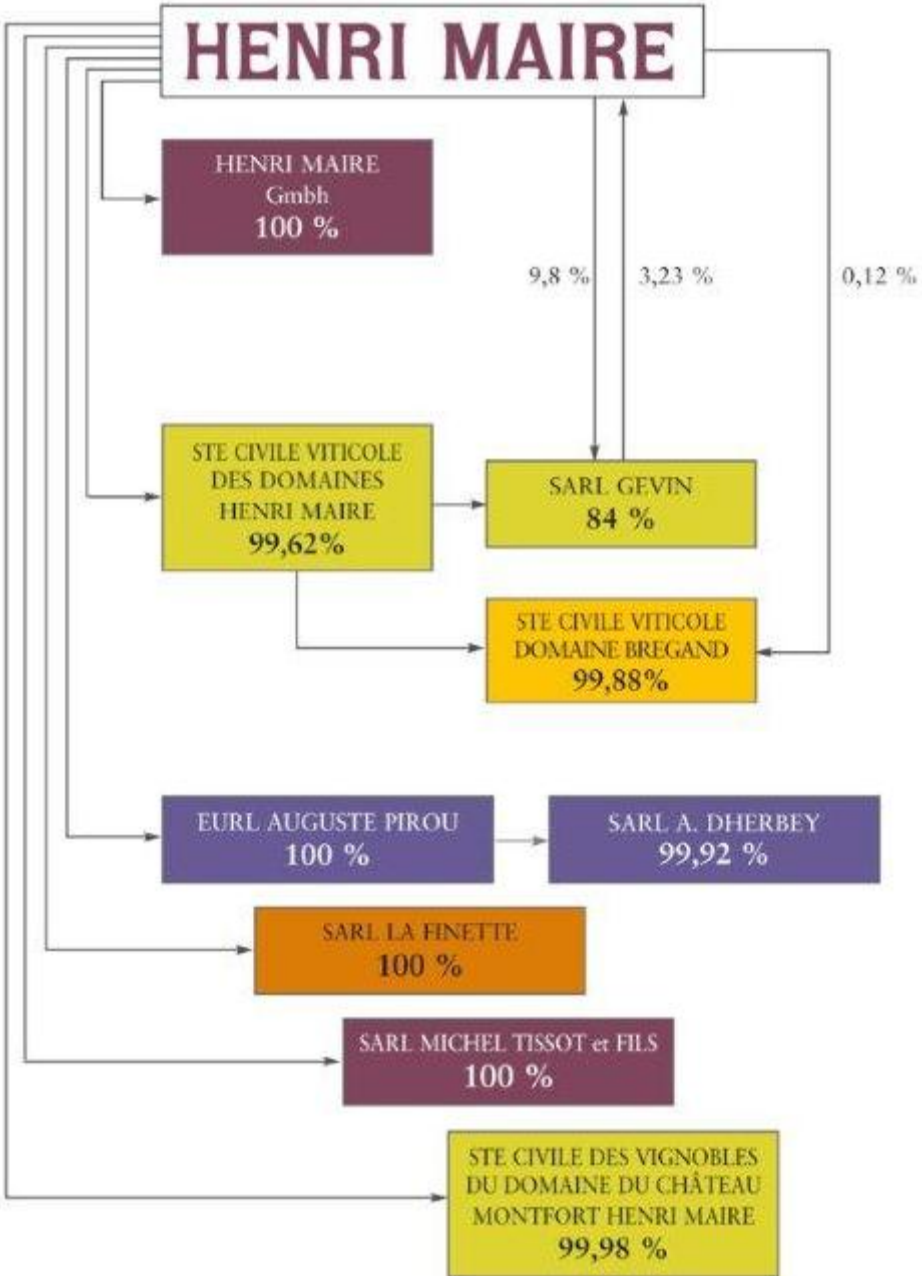 HENRI MAIRE
HENRI MAIRE
Gmbh
100 %
9,8 %
3,23 %
0,12 %
STE CIVILE VITICOLE
DES DOMAINES
HENRI MAIRE
99,62%
SARL GEVIN
84 %
STE CIVILE VITICOLE
DOMAINE BREGAND
99,88%
EURL AUGUSTE PIROU
100 %
SARL A. DHERBEY
99,92 %
SARL LA FINETTE
100 %
SARL MICHEL TISSOT et FILS
100 %
STE CIVILE DES VIGNOBLES
DU DOMAINE DU CHÂTEAU
MONTFORT HENRI MAIRE
99,98 %